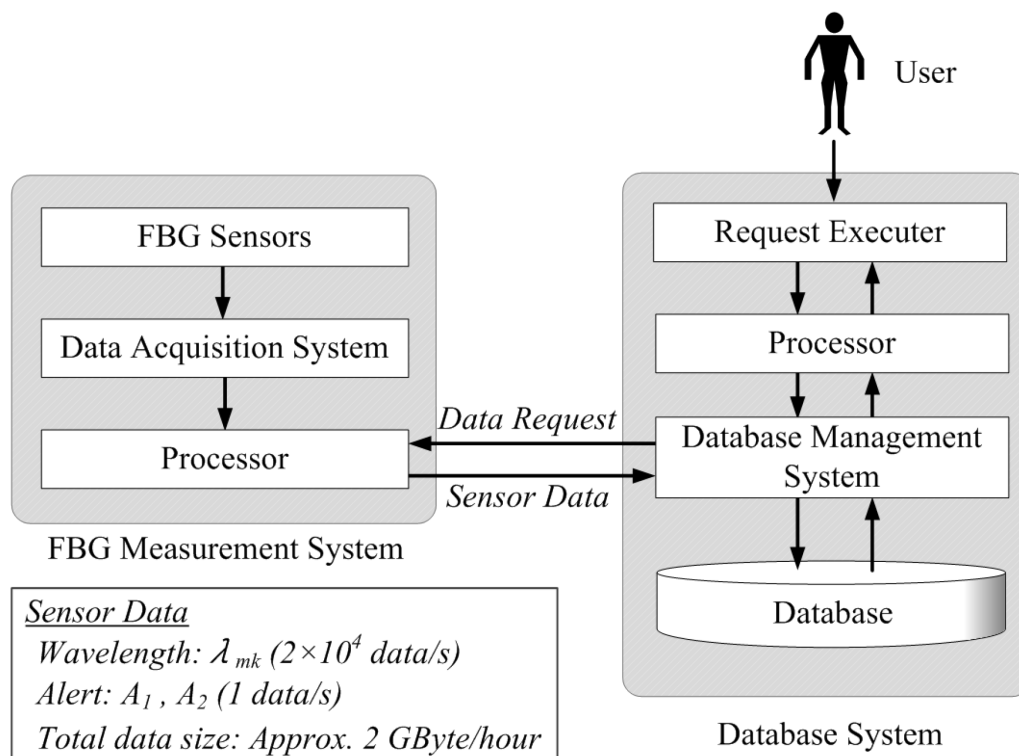 User
FBG Sensors
Data Acquisition System
Processor
FBG Measurement System
Data Request
Sensor Data
Request Executer
Processor
Database Management
System
Database
Database System
Sensor Data
Wavelength: λmk (2×10⁴ data/s)
Alert: A₁ , A₂ (1 data/s)
Total data size: Approx. 2 GByte/hour